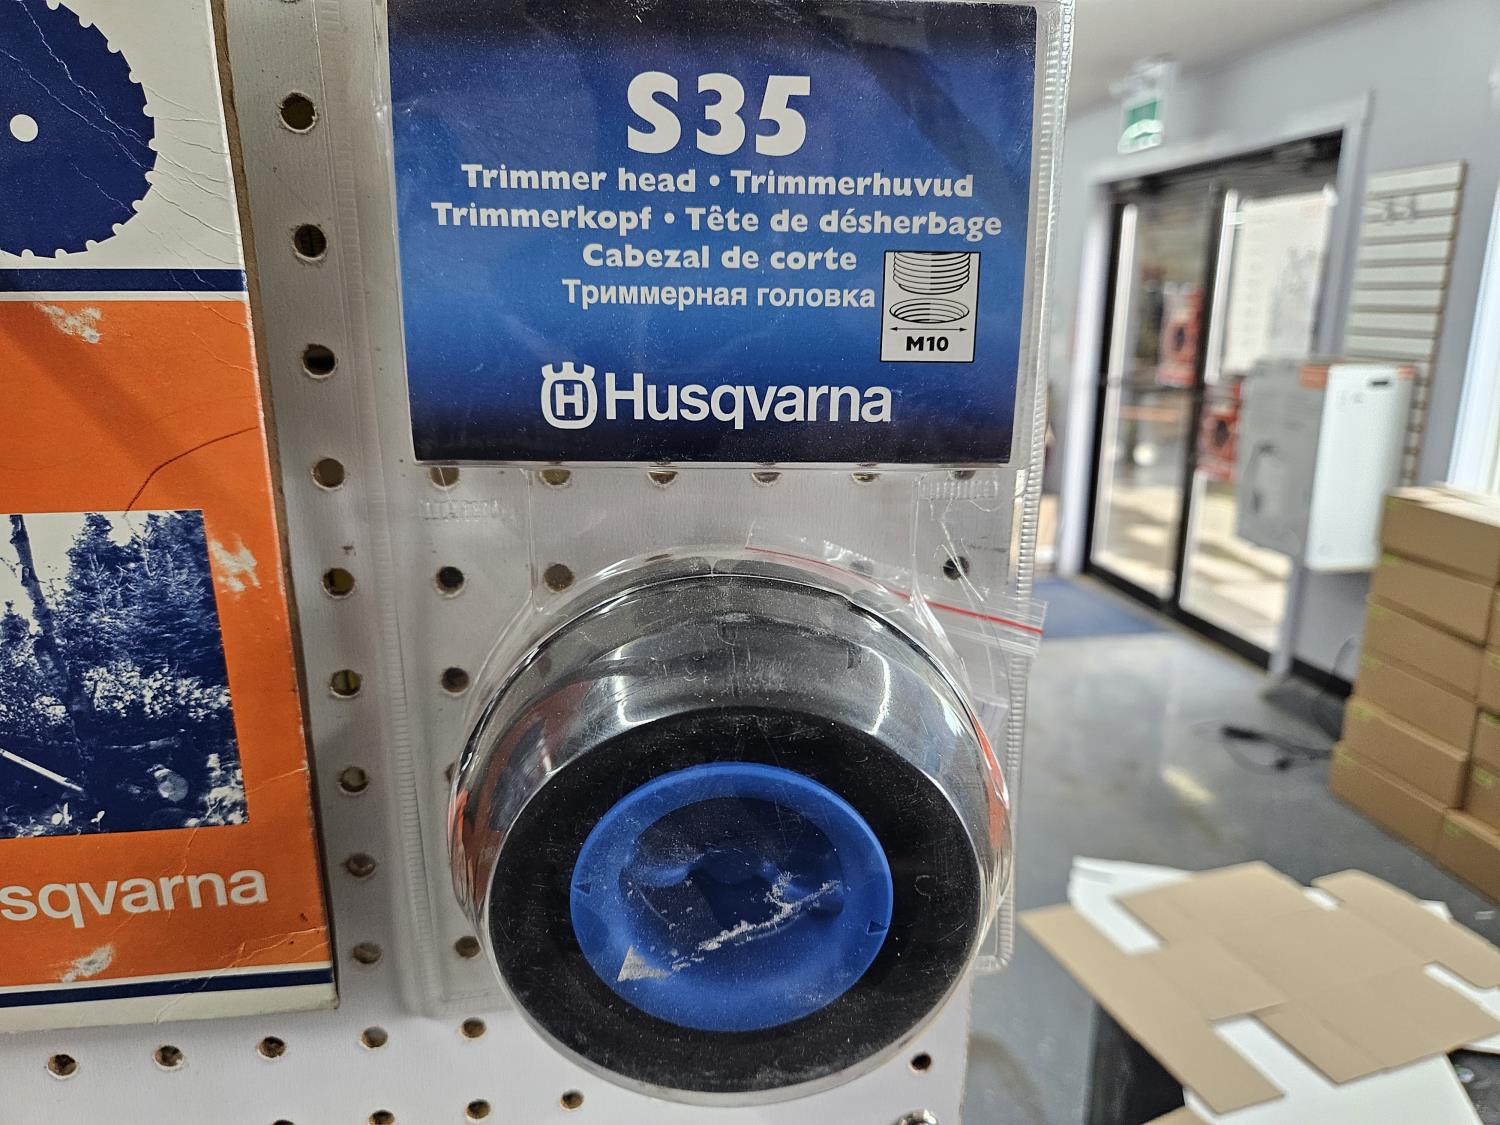 S35
Trimmer head • Trimmerhuvud
Trimmerkopf • Tête de désherbage
Cabezal de corte
Триммерная головка
M10
H Husqvarna
sqvarna